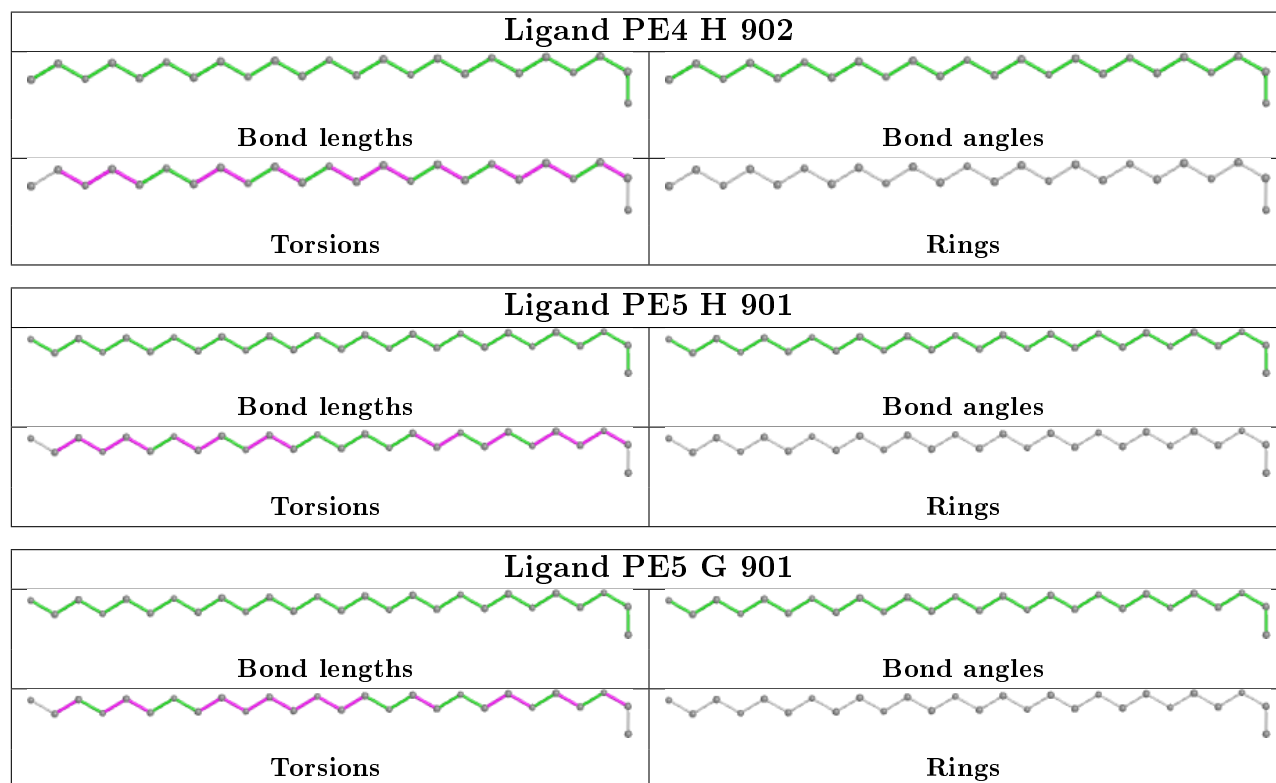 Ligand PE4 H 902
Bond lengths Bond angles
Torsions Rings
Ligand PE5 H 901
Bond lengths Bond angles
Torsions Rings
Ligand PE5 G 901
Bond lengths Bond angles
Torsions Rings